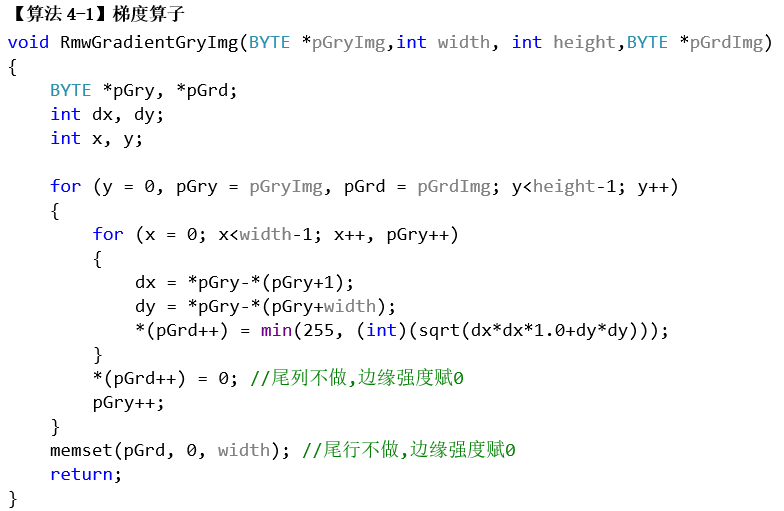 【算法 4-1】梯度算子
void RmwGradientGryImg(BYTE *pGryImg,int width, int height,BYTE *pGrdImg)
{
    BYTE *pGry, *pGrd;
    int dx, dy;
    int x, y;

    for (y = 0, pGry = pGryImg, pGrd = pGrdImg; y<height-1; y++)
    {
        for (x = 0; x<width-1; x++, pGry++)
        {
            dx = *pGry-*(pGry+1);
            dy = *pGry-*(pGry+width);
            *(pGrd++) = min(255, (int)(sqrt(dx*dx*1.0+dy*dy)));
        }
        *(pGrd++) = 0; //尾列不做,边缘强度赋0
        pGry++;
    }
    memset(pGrd, 0, width); //尾行不做,边缘强度赋0
    return;
}